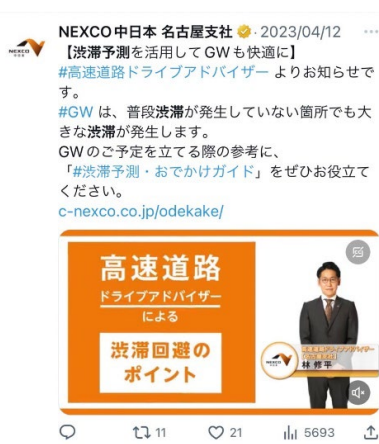 NEXCO中日本 名古屋支社 · 2023/04/12 …
【渋滞予測を活用してGWも快適に】
#高速道路ドライブアドバイザー よりお知らせで
す。
#GW は、普段渋滞が発生していない箇所でも大
きな渋滞が発生します。
GWのご予定を立てる際の参考に、
「#渋滞予測・おでかけガイド」をぜひお役立て
ください。
c-nexco.co.jp/odekake/
高速道路
ドライブアドバイザー
による
渋滞回避の
ポイント
林 修平
11 21 5693